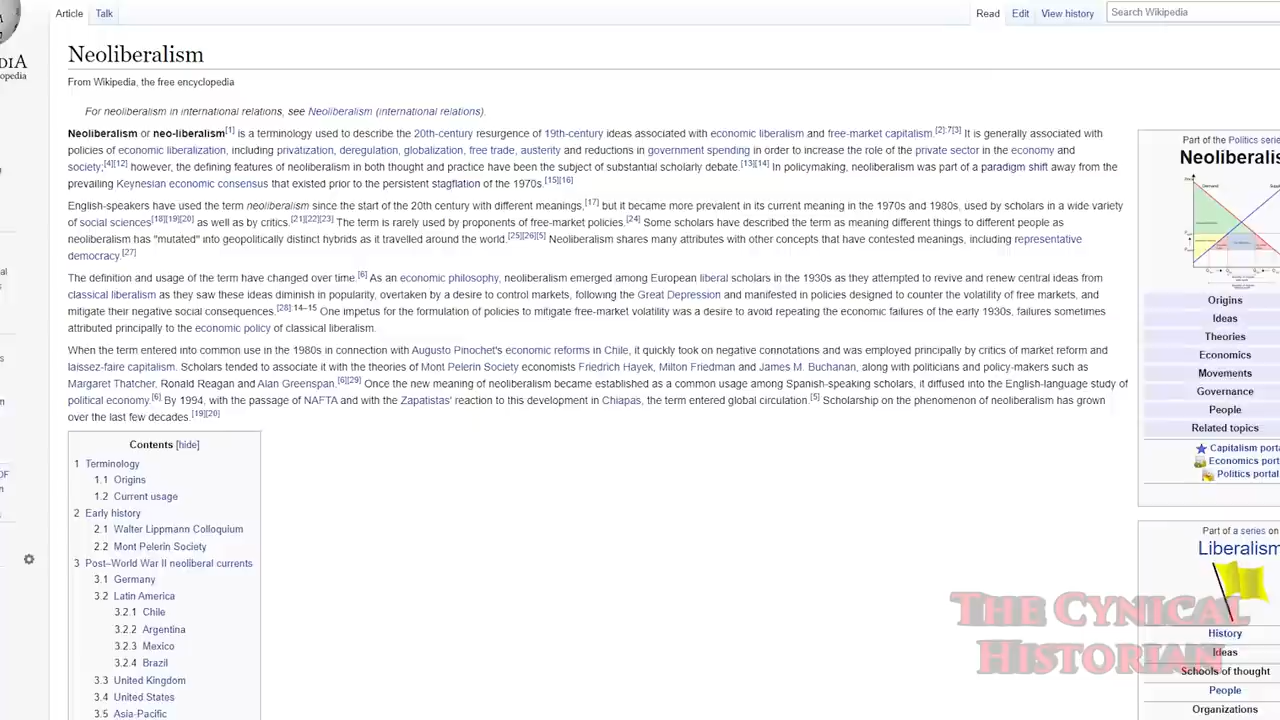 Article Talk Read Edit View history Search Wikipedia
Neoliberalism
From Wikipedia, the free encyclopedia
For neoliberalism in international relations, see Neoliberalism (international relations).
Neoliberalism or neo-liberalism[1] is a terminology used to describe the 20th-century resurgence of 19th-century ideas associated with economic liberalism and free-market capitalism.[2]:7[3] It is generally associated with
policies of economic liberalization, including privatization, deregulation, globalization, free trade, austerity and reductions in government spending in order to increase the role of the private sector in the economy and
society;[4][12] however, the defining features of neoliberalism in both thought and practice have been the subject of substantial scholarly debate.[13][14] In policymaking, neoliberalism was part of a paradigm shift away from the
prevailing Keynesian economic consensus that existed prior to the persistent stagflation of the 1970s.[15][16]
English-speakers have used the term neoliberalism since the start of the 20th century with different meanings,[17] but it became more prevalent in its current meaning in the 1970s and 1980s, used by scholars in a wide variety
of social sciences[18][19][20] as well as by critics.[21][22][23] The term is rarely used by proponents of free-market policies.[24] Some scholars have described the term as meaning different things to different people as
neoliberalism has "mutated" into geopolitically distinct hybrids as it travelled around the world.[25][26][5] Neoliberalism shares many attributes with other concepts that have contested meanings, including representative
democracy.[27]
The definition and usage of the term have changed over time.[6] As an economic philosophy, neoliberalism emerged among European liberal scholars in the 1930s as they attempted to revive and renew central ideas from
classical liberalism as they saw these ideas diminish in popularity, overtaken by a desire to control markets, following the Great Depression and manifested in policies designed to counter the volatility of free markets, and
mitigate their negative social consequences.[28]:14–15 One impetus for the formulation of policies to mitigate free-market volatility was a desire to avoid repeating the economic failures of the early 1930s, failures sometimes
attributed principally to the economic policy of classical liberalism.
When the term entered into common use in the 1980s in connection with Augusto Pinochet's economic reforms in Chile, it quickly took on negative connotations and was employed principally by critics of market reform and
laissez-faire capitalism. Scholars tended to associate it with the theories of Mont Pelerin Society economists Friedrich Hayek, Milton Friedman and James M. Buchanan, along with politicians and policy-makers such as
Margaret Thatcher, Ronald Reagan and Alan Greenspan.[6][29] Once the new meaning of neoliberalism became established as a common usage among Spanish-speaking scholars, it diffused into the English-language study of
political economy.[6] By 1994, with the passage of NAFTA and with the Zapatistas' reaction to this development in Chiapas, the term entered global circulation.[5] Scholarship on the phenomenon of neoliberalism has grown
over the last few decades.[19][20]
Contents [hide]
1 Terminology
1.1 Origins
1.2 Current usage
2 Early history
2.1 Walter Lippmann Colloquium
2.2 Mont Pelerin Society
3 Post–World War II neoliberal currents
3.1 Germany
3.2 Latin America
3.2.1 Chile
3.2.2 Argentina
3.2.3 Mexico
3.2.4 Brazil
3.3 United Kingdom
3.4 United States
3.5 Asia-Pacific
Part of the Politics serie
Neoliberalis
Demand
Origins
Ideas
Theories
Economics
Movements
Governance
People
Related topics
Capitalism porta
Economics port
Politics portal
Part of a series on
Liberalism
History
Ideas
Schools of thought
People
Organizations
The Cynical
Historian